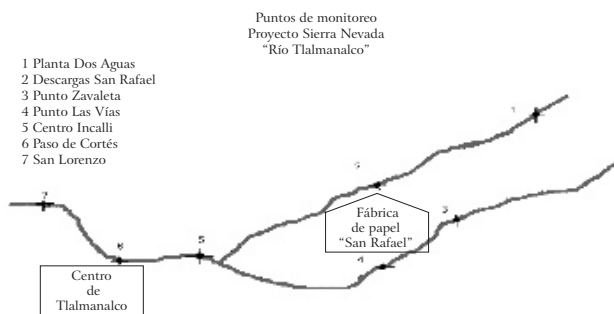 Puntos de monitoreo
Proyecto Sierra Nevada
“Río Tlalmanalco”
1 Planta Dos Aguas
2 Descargas San Rafael
3 Punto Zavaleta
4 Punto Las Vías
5 Centro Incalli
6 Paso de Cortés
7 San Lorenzo
1
7
6
5
3
4
Fábrica
de papel
“San Rafael”
Centro
de
Tlalmanalco